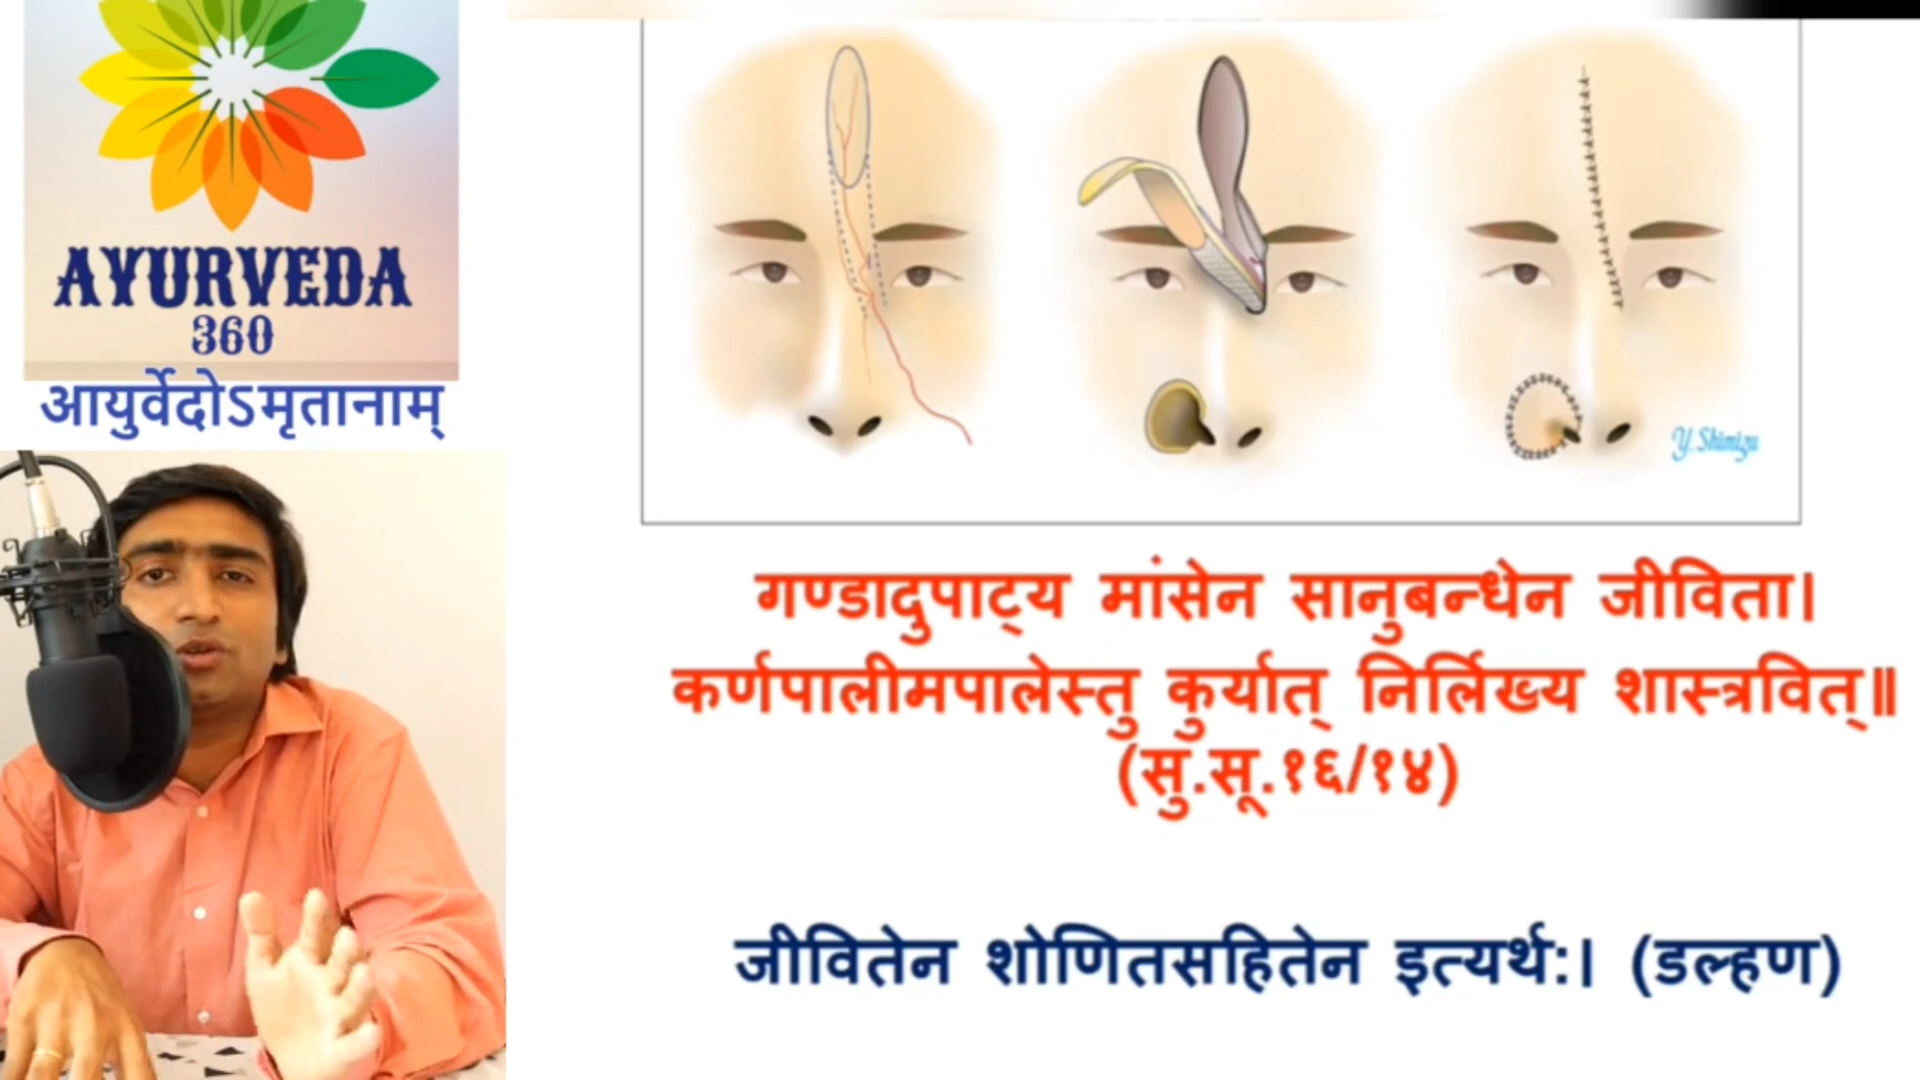 AYURVEDA
360
आयुर्वेदोऽमृतानाम्
Y. Shimizu
गण्डादुपाट्य मांसेन सानुबन्धेन जीविता।
कर्णपालीमपालेस्तु कुर्यात् निर्लिख्य शास्त्रवित्॥
(सु.सू.१६/१४)
जीवितेन शोणितसहितेन इत्यर्थः। (डल्हण)